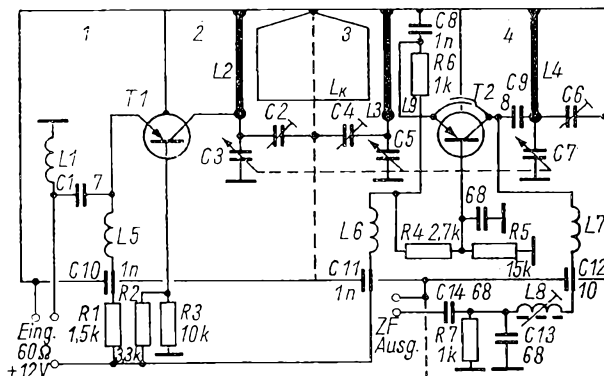 1 2 3 4
C8
1n
R6
1k
T1 L2 L_K L3 L9 T2 C9 L4 C6
8
C2 C4
L1
C3 C5 C7
C1 7
68
L5 L6 R4 2,7k R5 L7
15k
C10 1n C11 C12
1n 10
R1 R2 R3 C14 68 L8
1,5k 10k
Eing. 33k ZF R7 C13
60Ω Ausg. 1k 68
+12V